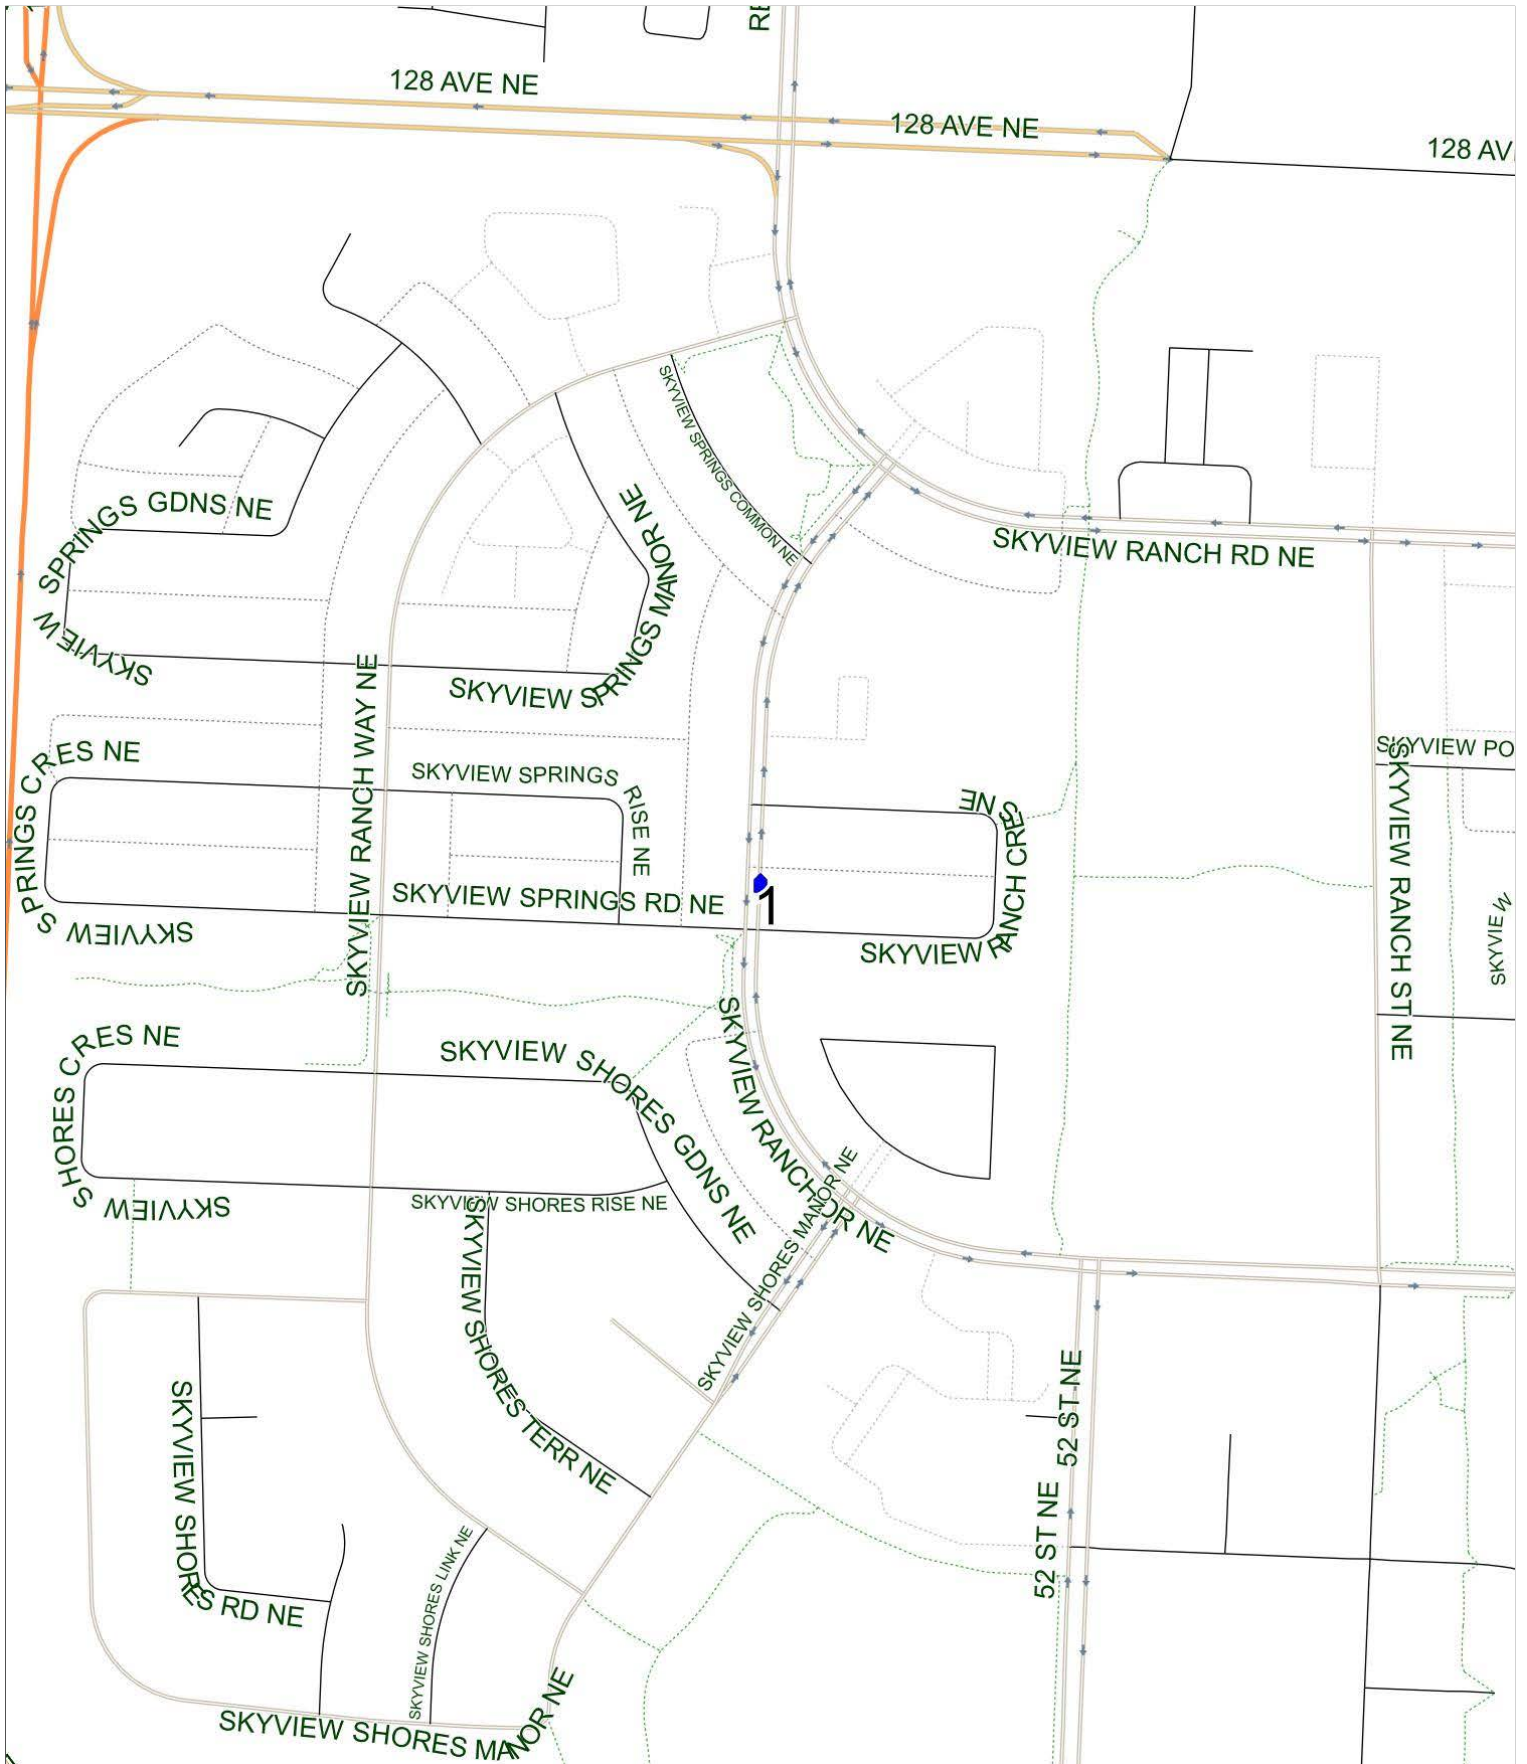 RE
128 AVE NE
128 AVE NE
128 AV
SKYVIEW SPRINGS COMMON NE
SKYVIEW SPRINGS GDNS NE
SKYVIEW SPRINGS MANOR NE
SKYVIEW RANCH RD NE
SKYVIEW RANCH WAY NE
SKYVIEW SPRINGS CRES NE
SKYVIEW SPRINGS RISE NE
SKYVIEW PO
SKYVIEW RANCH ST NE
SKYVIEW RANCH CRES NE
SKYVIEW SPRINGS RD NE
1
SKYVIEW W
SKYVIEW SHORES CRES NE
SKYVIEW SHORES GDNS NE
SKYVIEW RANCH DR NE
SKYVIEW SHORES MANOR NE
SKYVIEW SHORES RISE NE
SKYVIEW SHORES TERR NE
52 ST NE
52 ST NE
SKYVIEW SHORES RD NE
SKYVIEW SHORES LINK NE
SKYVIEW SHORES MANOR NE